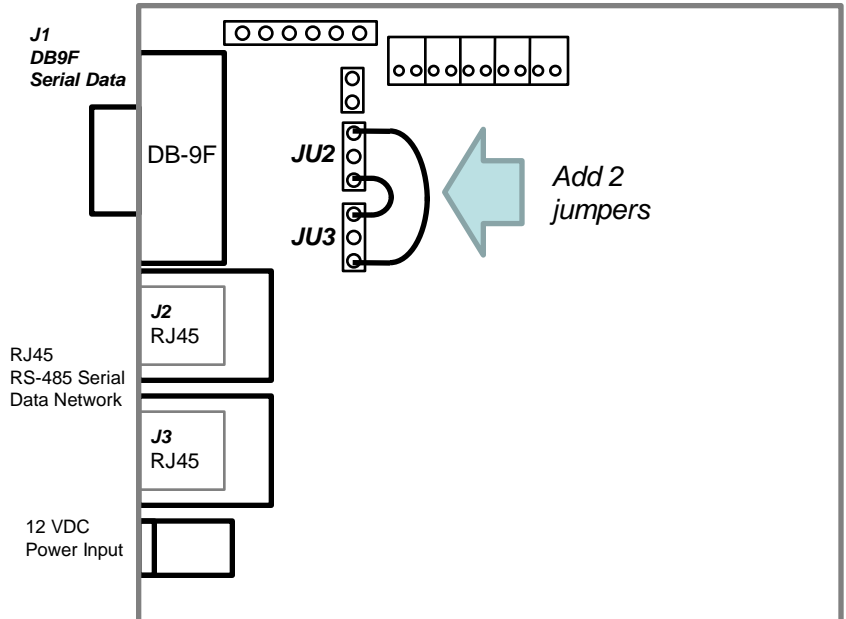 J1
DB9F
Serial Data
DB-9F
JU2
JU3
Add 2
jumpers
J2
RJ45
RJ45
RS-485 Serial
Data Network
J3
RJ45
12 VDC
Power Input